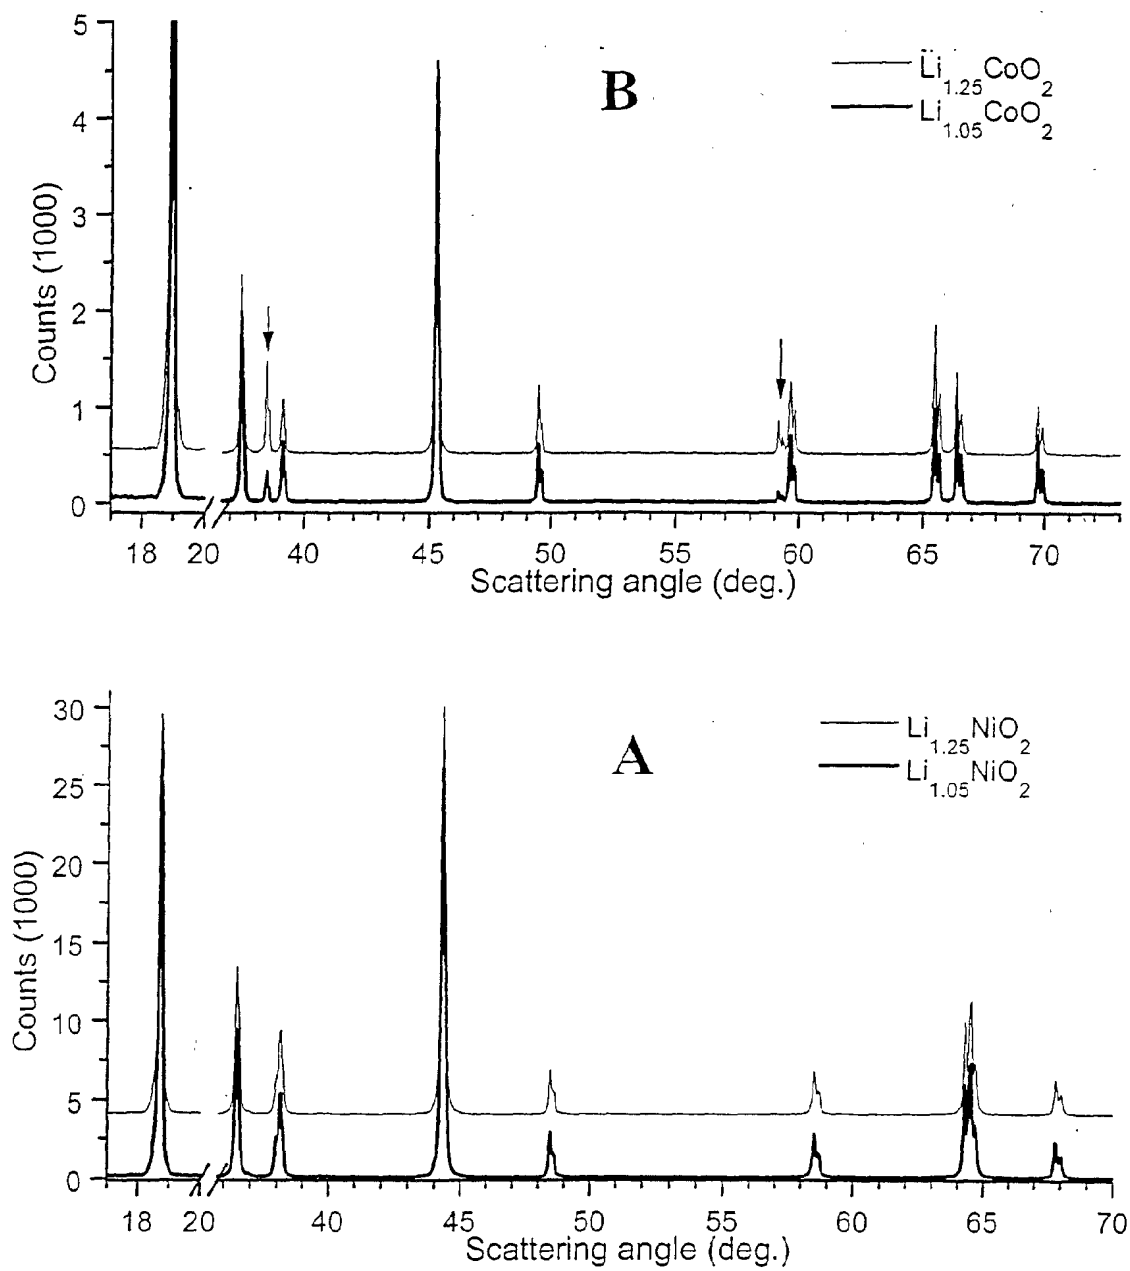 5
4
3
2
1
0
Counts (1000)
B
Li1.25CoO2
Li1.05CoO2
18 20 40 45 50 55 60 65 70
Scattering angle (deg.)
30
25
20
15
10
5
0
Counts (1000)
A
Li1.25NiO2
Li1.05NiO2
18 20 40 45 50 55 60 65 70
Scattering angle (deg.)